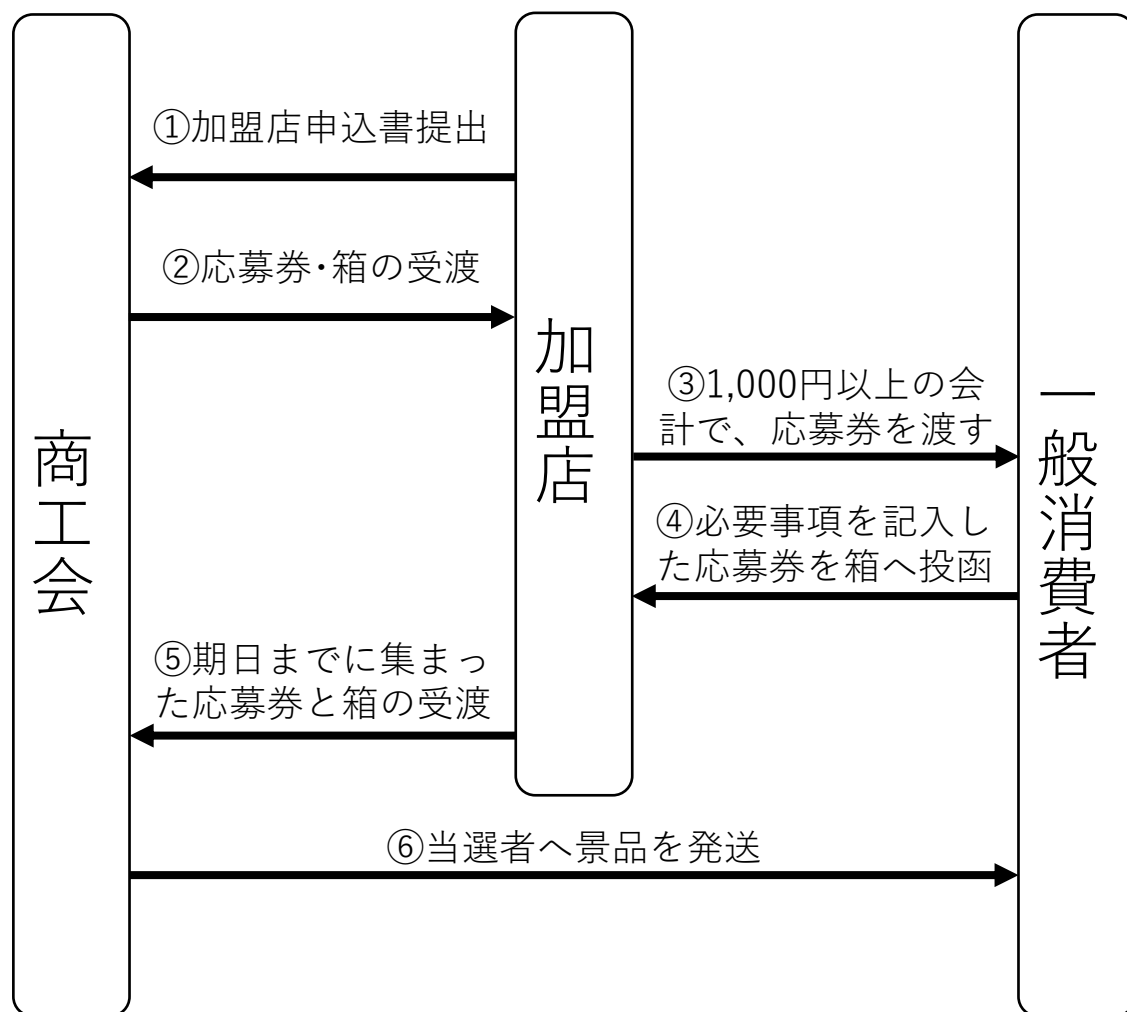 ①加盟店申込書提出
②応募券･箱の受渡
加盟店
③1,000円以上の会
計で、応募券を渡す
一般消費者
商工会
④必要事項を記入し
た応募券を箱へ投函
⑤期日までに集まっ
た応募券と箱の受渡
⑥当選者へ景品を発送